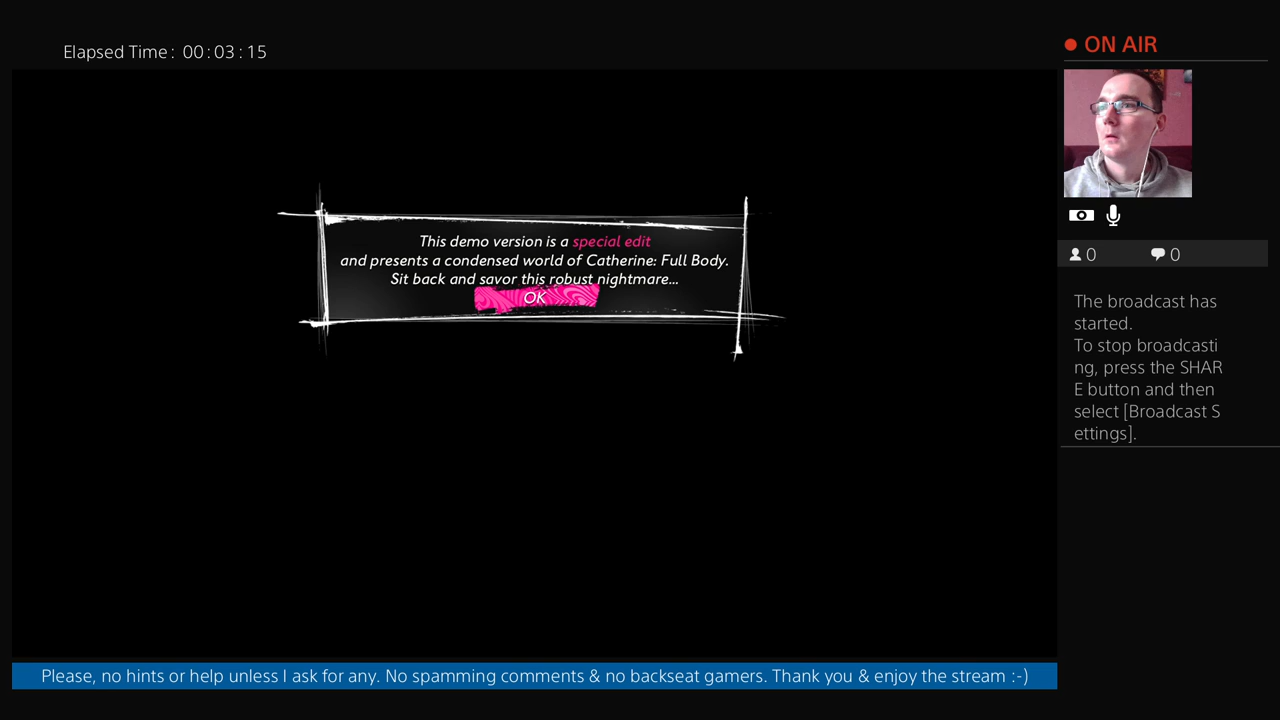 Elapsed Time: 00:03:15
ON AIR
This demo version is a special edit
and presents a condensed world of Catherine: Full Body.
Sit back and savor this robust nightmare...
OK
0 0
The broadcast has
started.
To stop broadcasti
ng, press the SHAR
E button and then
select [Broadcast S
ettings].
Please, no hints or help unless I ask for any. No spamming comments & no backseat gamers. Thank you & enjoy the stream :-)